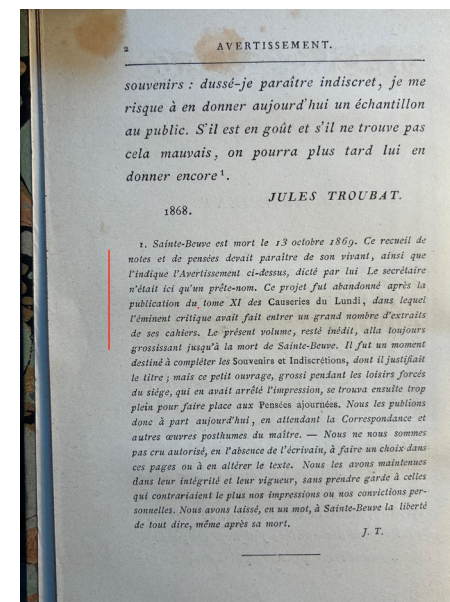 2 AVERTISSEMENT.
souvenirs : dussé-je paraître indiscret, je me
risque à en donner aujourd'hui un échantillon
au public. S'il est en goût et s'il ne trouve pas
cela mauvais, on pourra plus tard lui en
donner encore¹.
JULES TROUBAT.
1868.
1. Sainte-Beuve est mort le 13 octobre 1869. Ce recueil de
notes et de pensées devait paraître de son vivant, ainsi que
l'indique l'Avertissement ci-dessus, dicté par lui Le secrétaire
n'était ici qu'un prête-nom. Ce projet fut abandonné après la
publication du tome XI des Causeries du Lundi, dans lequel
l'éminent critique avait fait entrer un grand nombre d'extraits
de ses cahiers. Le présent volume, resté inédit, alla toujours
grossissant jusqu'à la mort de Sainte-Beuve. Il fut un moment
destiné à compléter les Souvenirs et Indiscrétions, dont il justifiait
le titre ; mais ce petit ouvrage, grossi pendant les loisirs forcés
du siége, qui en avait arrêté l'impression, se trouva ensuite trop
plein pour faire place aux Pensées ajournées. Nous les publions
donc à part aujourd'hui, en attendant la Correspondance et
autres œuvres posthumes du maître. — Nous ne nous sommes
pas cru autorisé, en l'absence de l'écrivain, à faire un choix dans
ces pages ou à en altérer le texte. Nous les avons maintenues
dans leur intégrité et leur vigueur, sans prendre garde à celles
qui contrariaient le plus nos impressions ou nos convictions per-
sonnelles. Nous avons laissé, en un mot, à Sainte-Beuve la liberté
de tout dire, même après sa mort.
J. T.